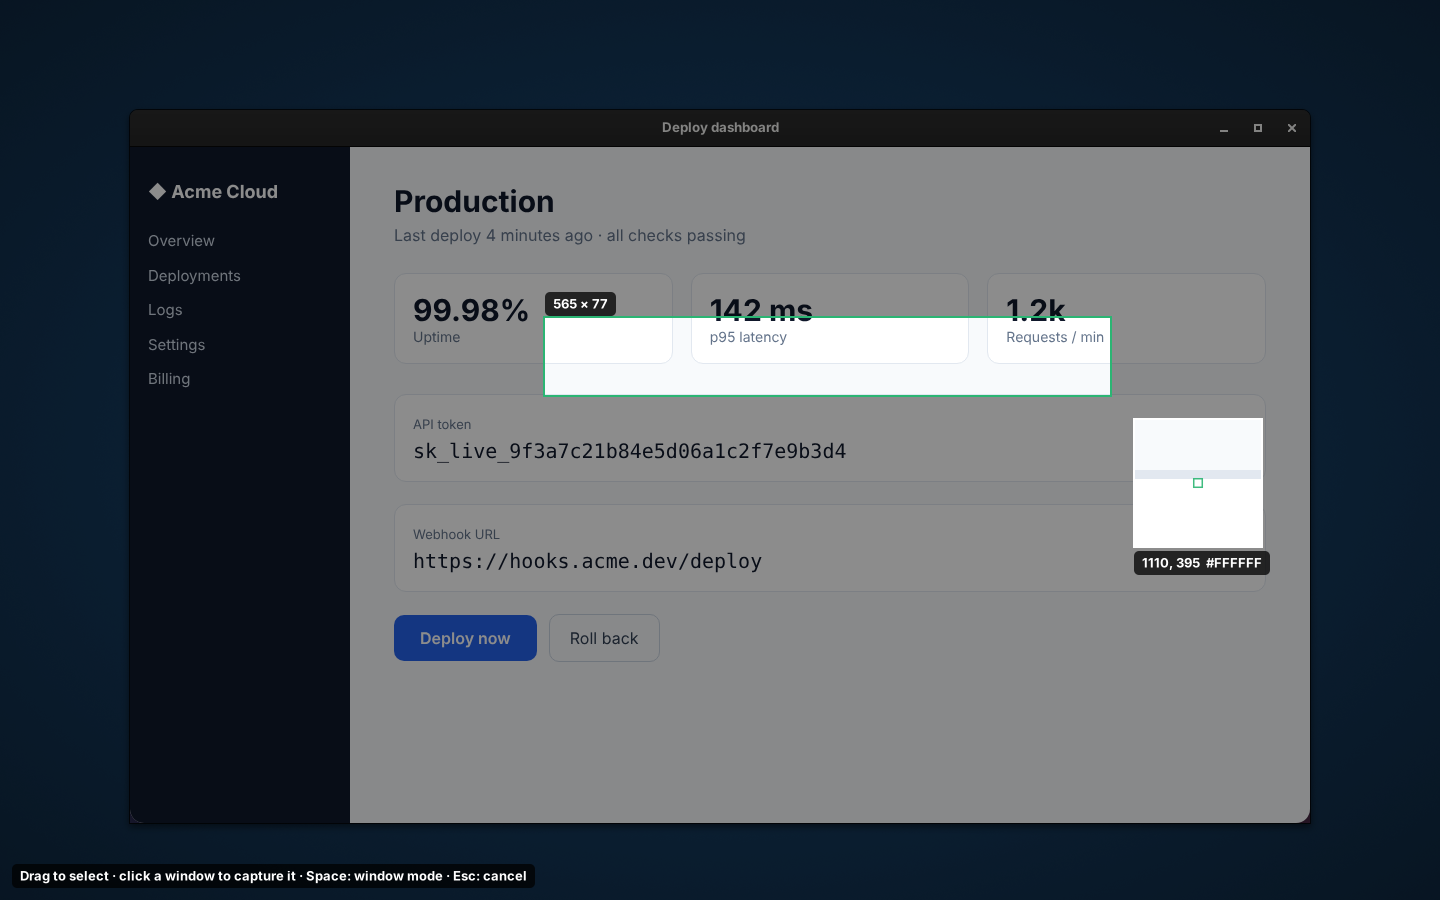 Deploy dashboard
◆ Acme Cloud
Overview
Deployments
Logs
Settings
Billing
Production
Last deploy 4 minutes ago · all checks passing
99.98%
Uptime
565 × 77
142 ms
p95 latency
1.2k
Requests / min
API token
sk_live_9f3a7c21b84e5d06a1c2f7e9b3d4
Webhook URL
https://hooks.acme.dev/deploy
1110, 395 #FFFFFF
Deploy now
Roll back
Drag to select · click a window to capture it · Space: window mode · Esc: cancel